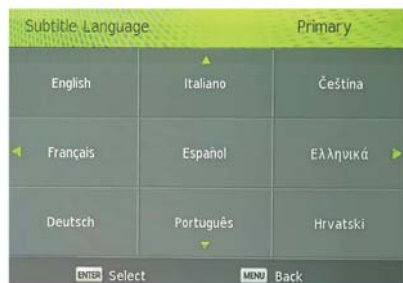 Subtitle Language Primary
English Italiano Čeština
Français Español Ελληνικά
Deutsch Português Hrvatski
ENTER Select MENU Back